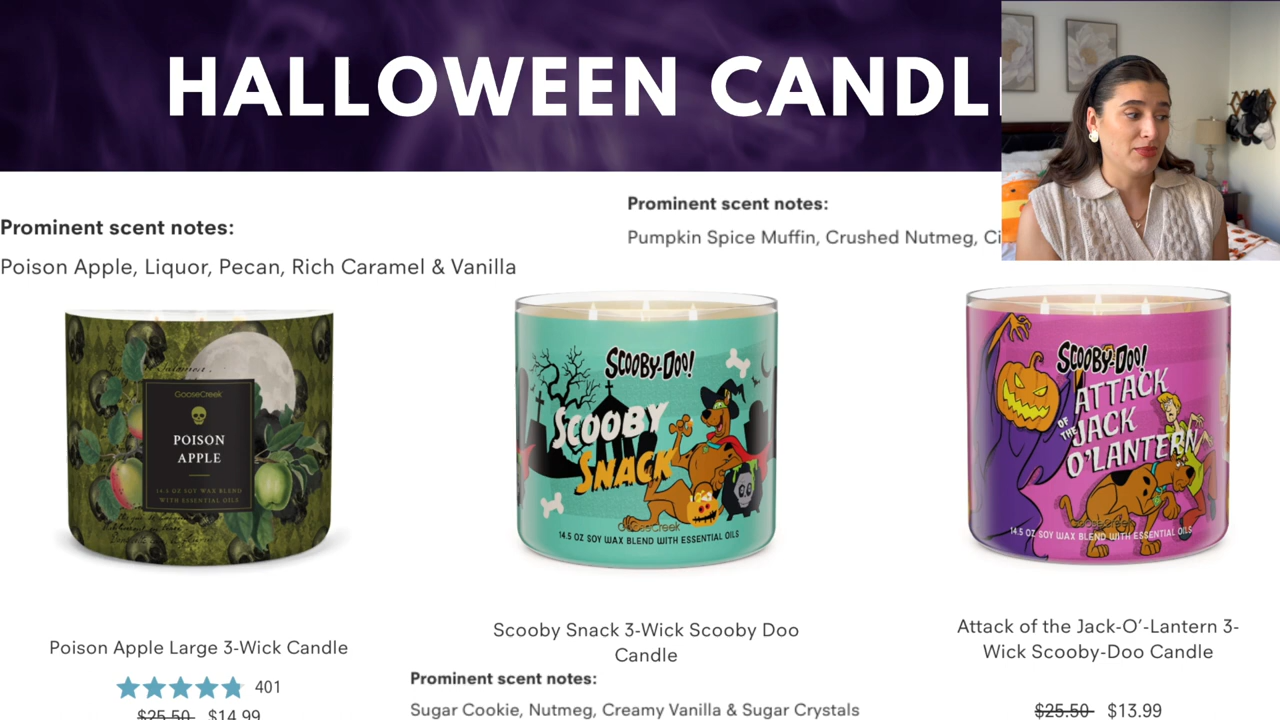 HALLOWEEN CANDL
Prominent scent notes:
Pumpkin Spice Muffin, Crushed Nutmeg, Ci
Prominent scent notes:
Poison Apple, Liquor, Pecan, Rich Caramel & Vanilla
GooseCreek
POISON
APPLE
14.5 OZ SOY WAX BLEND
WITH ESSENTIAL OILS
SCOOBY-DOO!
SCOOBY
SNACK
GooseCreek
14.5 OZ SOY WAX BLEND WITH ESSENTIAL OILS
SCOOBY-DOO!
ATTACK
OF THE JACK
O'LANTERN
GooseCreek
14.5 OZ SOY WAX BLEND WITH ESSENTIAL OILS
Poison Apple Large 3-Wick Candle
401
$25.50 $14.99
Scooby Snack 3-Wick Scooby Doo
Candle
Prominent scent notes:
Sugar Cookie, Nutmeg, Creamy Vanilla & Sugar Crystals
Attack of the Jack-O’-Lantern 3-
Wick Scooby-Doo Candle
$25.50 $13.99